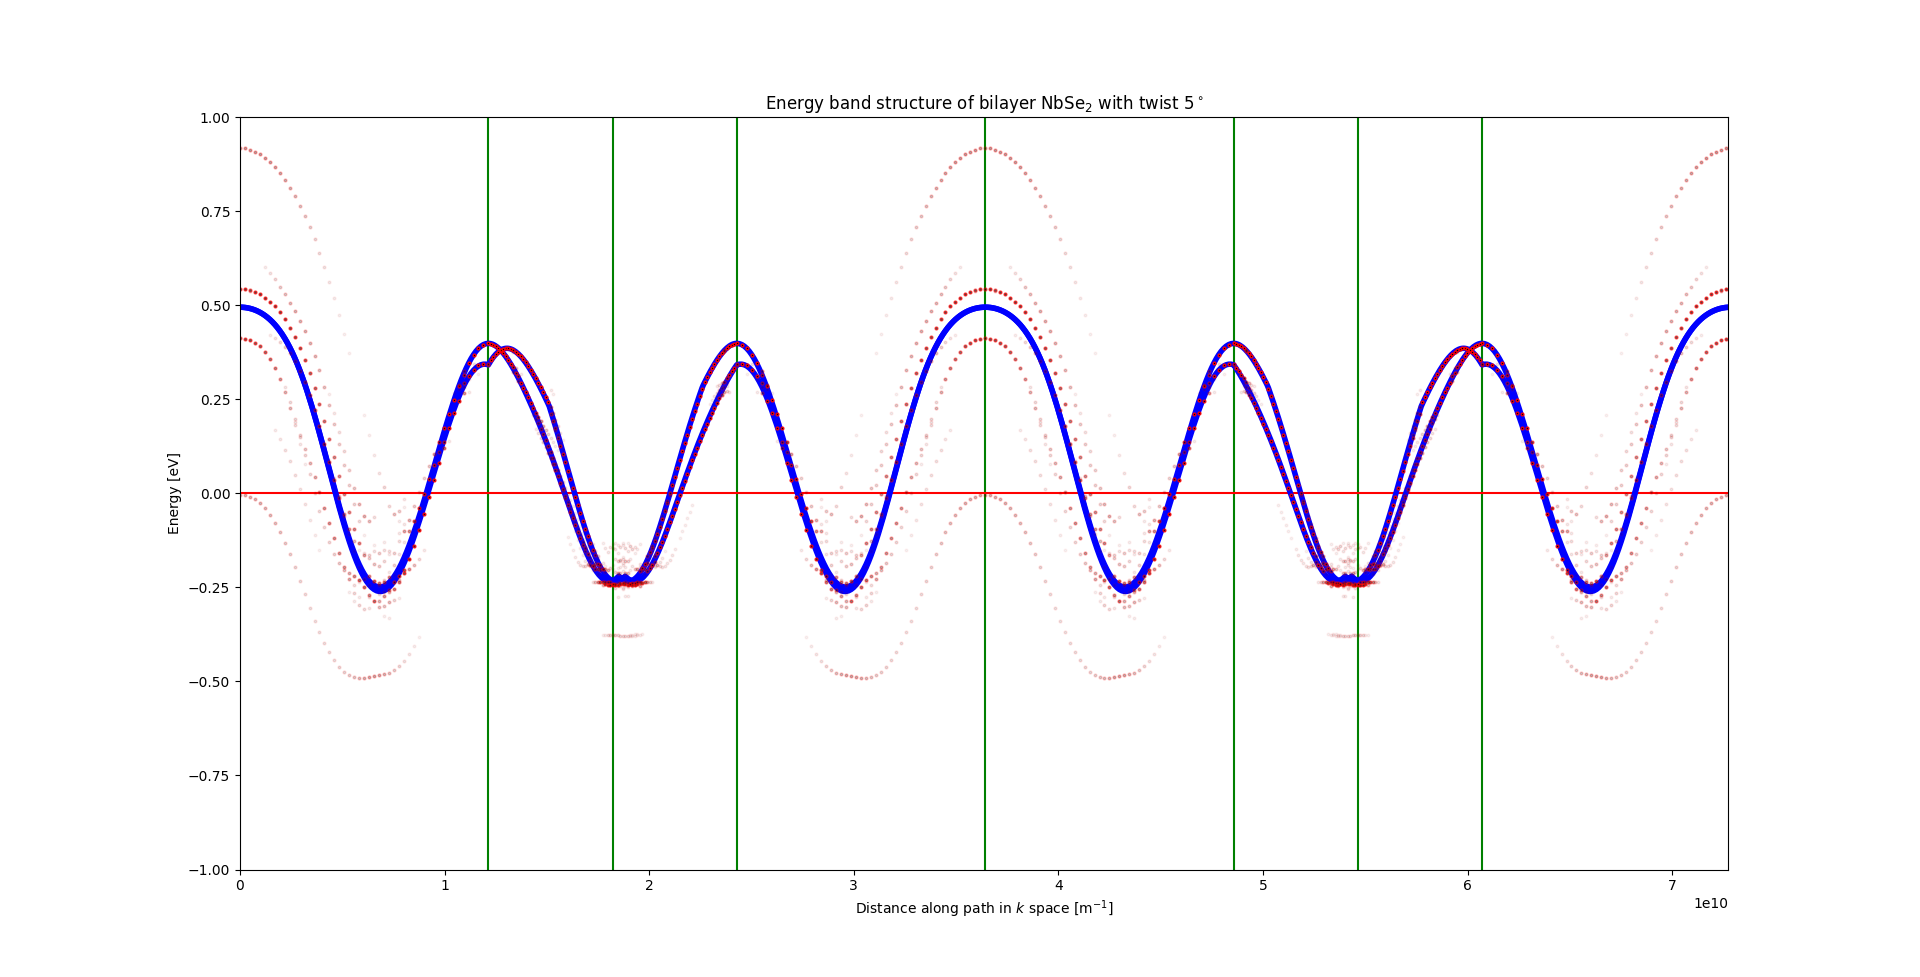 Energy band structure of bilayer NbSe₂ with twist 5°
1.00
0.75
0.50
0.25
0.00
−0.25
−0.50
−0.75
−1.00
Energy [eV]
0 1 2 3 4 5 6 7
1e10
Distance along path in k space [m⁻¹]